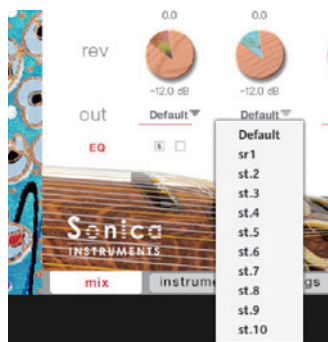 0.0 0.0
rev
-12.0 dB -12.0 dB
out Default Default
EQ
Default
sr1
st.2
st.3
st.4
st.5
st.6
st.7
st.8
st.9
st.10
Sonica
INSTRUMENTS
mix instrume gs